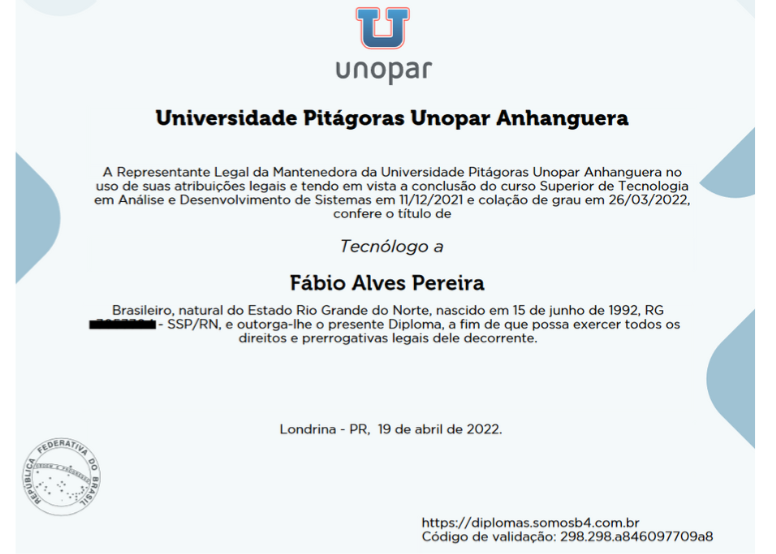 unopar
Universidade Pitágoras Unopar Anhanguera
A Representante Legal da Mantenedora da Universidade Pitágoras Unopar Anhanguera no
uso de suas atribuições legais e tendo em vista a conclusão do curso Superior de Tecnologia
em Análise e Desenvolvimento de Sistemas em 11/12/2021 e colação de grau em 26/03/2022,
confere o título de
Tecnólogo a
Fábio Alves Pereira
Brasileiro, natural do Estado Rio Grande do Norte, nascido em 15 de junho de 1992, RG
- SSP/RN, e outorga-lhe o presente Diploma, a fim de que possa exercer todos os
direitos e prerrogativas legais dele decorrente.
Londrina - PR, 19 de abril de 2022.
REPÚBLICA FEDERATIVA DO BRASIL
https://diplomas.somosb4.com.br
Código de validação: 298.298.a846097709a8